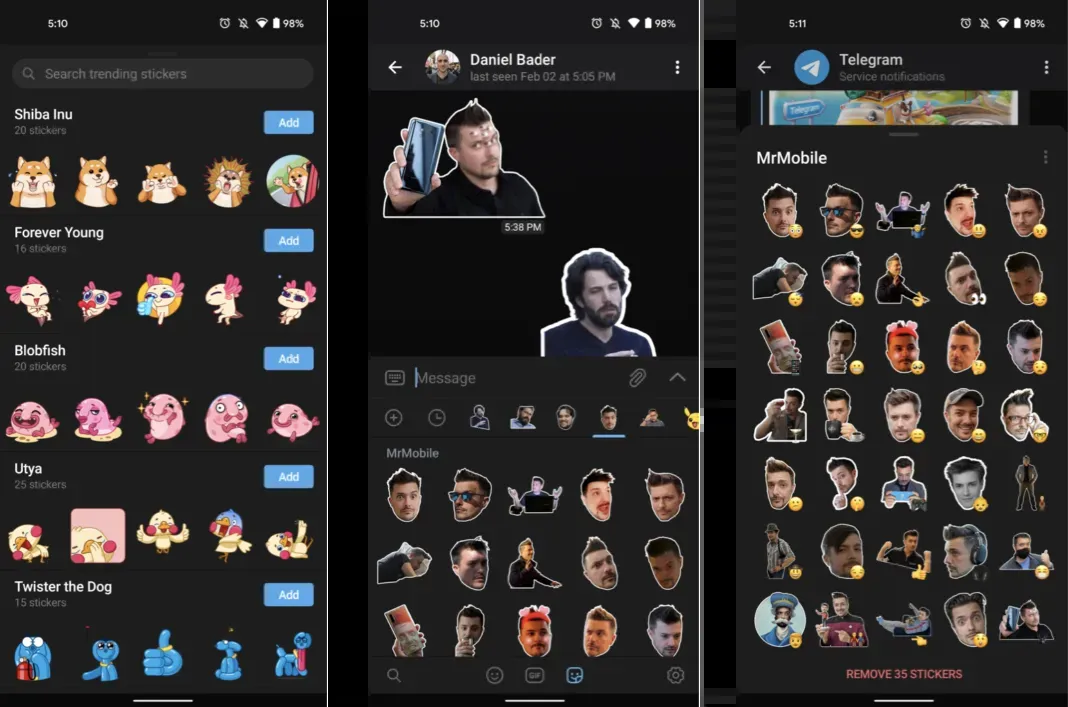 5:10
98%
Search trending stickers
Shiba Inu
20 stickers
Add
Forever Young
16 stickers
Add
Blobfish
20 stickers
Add
Utya
25 stickers
Add
Twister the Dog
15 stickers
Add
5:10
98%
Daniel Bader
last seen Feb 02 at 5:05 PM
5:38 PM
Message
MrMobile
GIF
5:11
98%
Telegram
Service notifications
Telegram
MrMobile
REMOVE 35 STICKERS